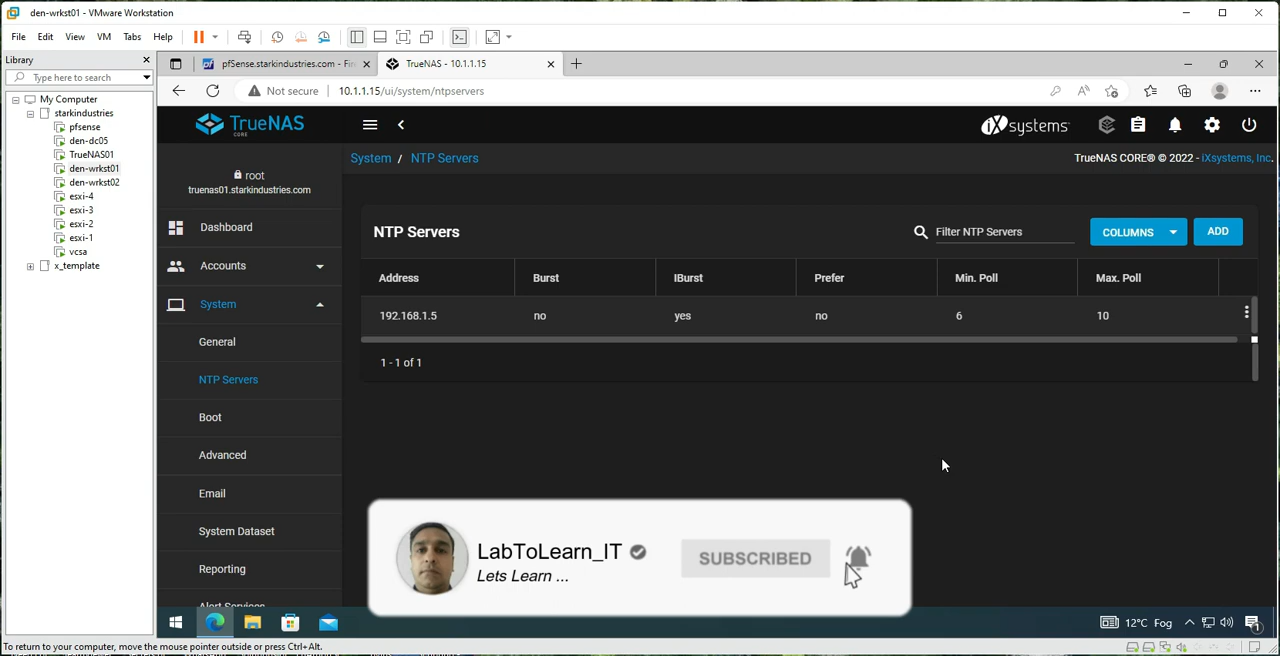 den-wrkst01 - VMware Workstation
File Edit View VM Tabs Help
Library
Type here to search
My Computer
starkindustries
pfsense
den-dc05
TrueNAS01
den-wrkst01
den-wrkst02
esxi-4
esxi-3
esxi-2
esxi-1
vcsa
x_template
pfSense.starkindustries.com - Fire
TrueNAS - 10.1.1.15
Not secure 10.1.1.15/ui/system/ntpservers
TrueNAS
CORE
iXsystems
root
truenas01.starkindustries.com
Dashboard
Accounts
System
General
NTP Servers
Boot
Advanced
Email
System Dataset
Reporting
Alert Services
System / NTP Servers
TrueNAS CORE® © 2022 - iXsystems, Inc.
NTP Servers
Filter NTP Servers
COLUMNS
ADD
Address Burst IBurst Prefer Min. Poll Max. Poll
192.168.1.5 no yes no 6 10
1 - 1 of 1
LabToLearn_IT
Lets Learn ...
SUBSCRIBED
12°C Fog
1
To return to your computer, move the mouse pointer outside or press Ctrl+Alt.